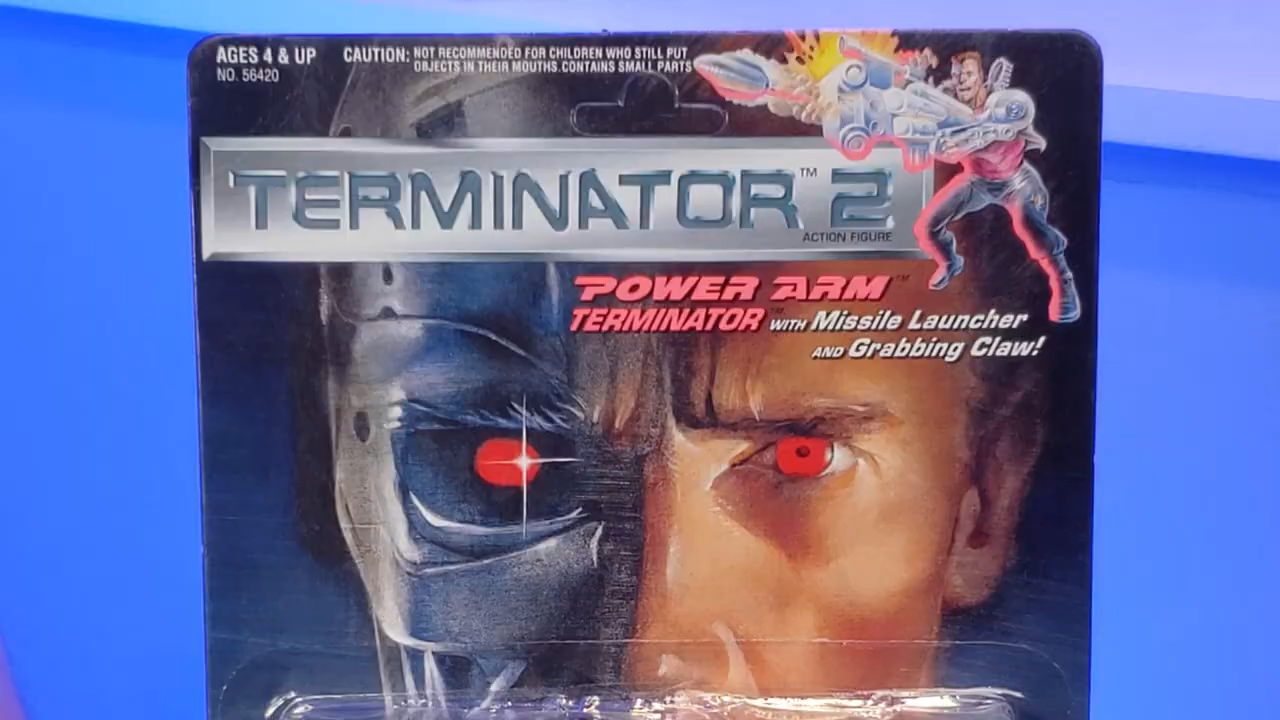 AGES 4 & UP
NO. 56420
CAUTION: NOT RECOMMENDED FOR CHILDREN WHO STILL PUT
OBJECTS IN THEIR MOUTHS. CONTAINS SMALL PARTS
TERMINATOR™ 2
ACTION FIGURE
POWER ARM™
TERMINATOR™ WITH Missile Launcher
AND Grabbing Claw!